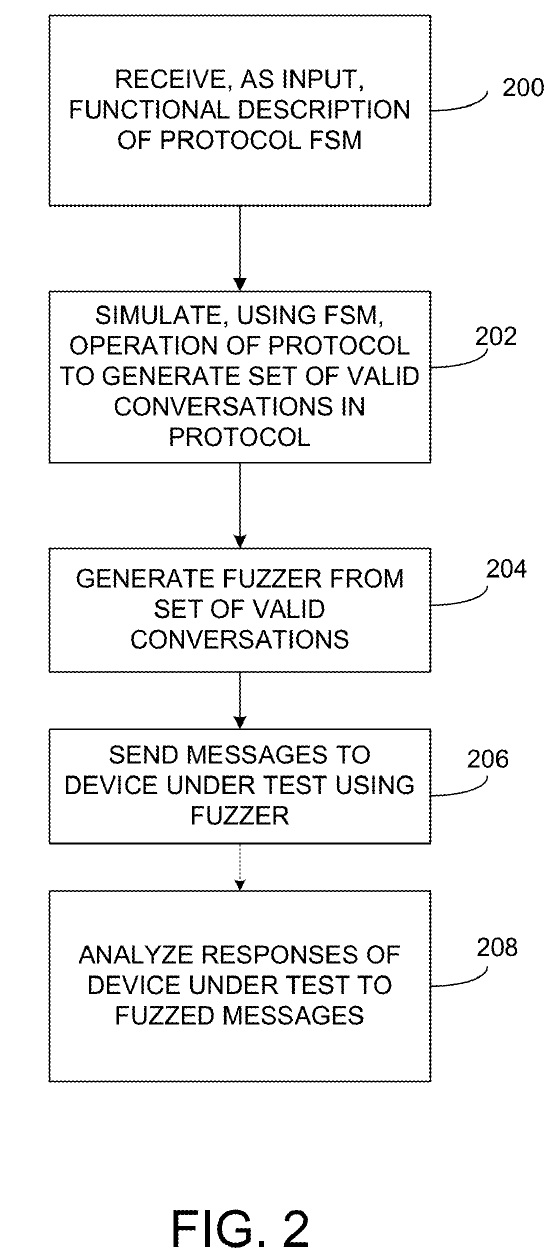 RECEIVE, AS INPUT,
FUNCTIONAL DESCRIPTION
OF PROTOCOL FSM
200
SIMULATE, USING FSM,
OPERATION OF PROTOCOL
TO GENERATE SET OF VALID
CONVERSATIONS IN
PROTOCOL
202
GENERATE FUZZER FROM
SET OF VALID
CONVERSATIONS
204
SEND MESSAGES TO
DEVICE UNDER TEST USING
FUZZER
206
ANALYZE RESPONSES OF
DEVICE UNDER TEST TO
FUZZED MESSAGES
208
FIG. 2